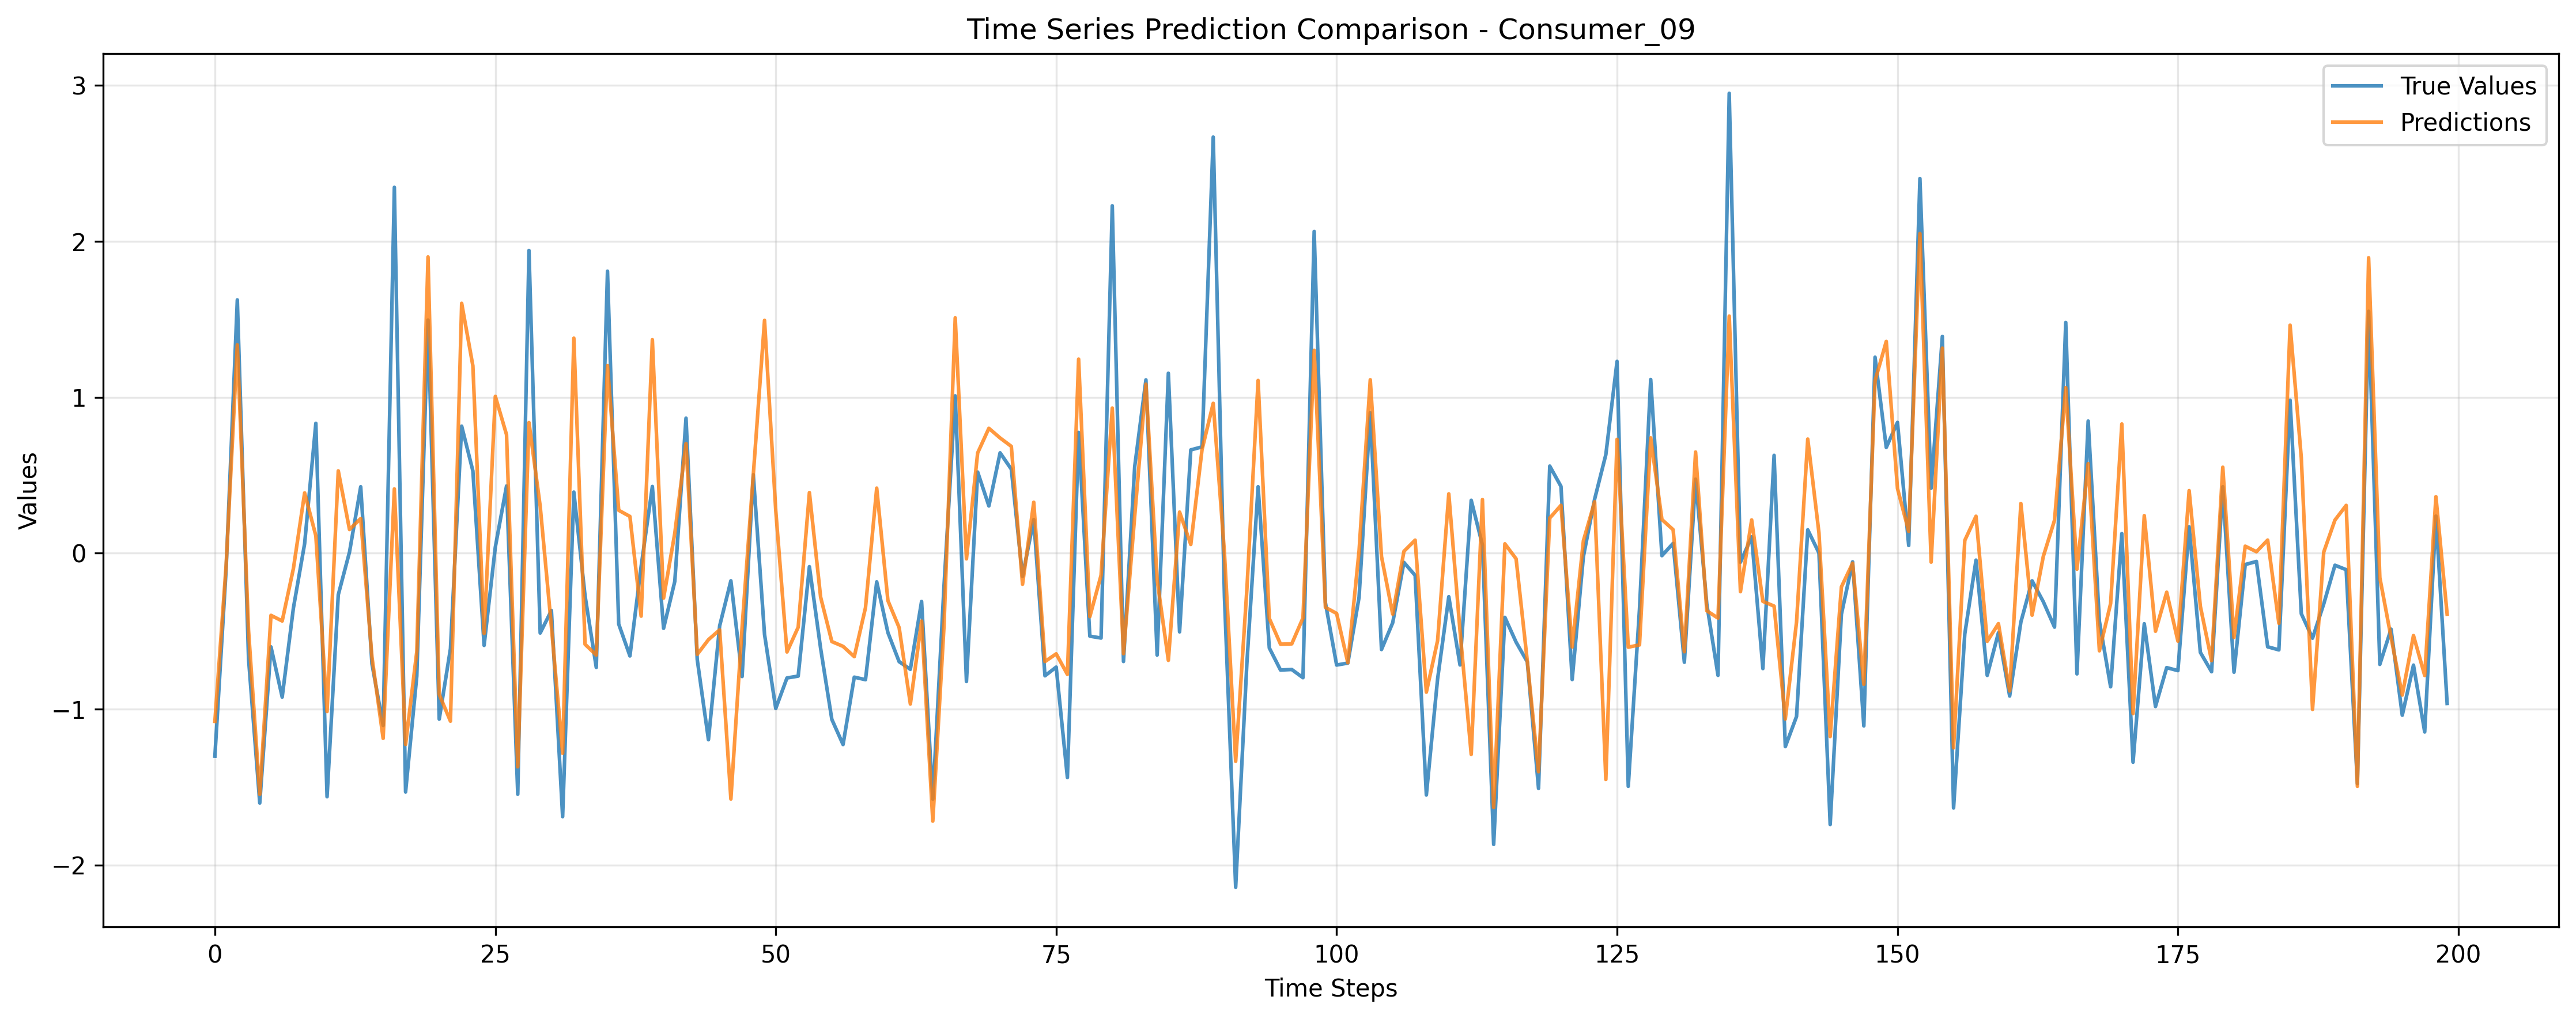 Time Series Prediction Comparison - Consumer_09
True Values
Predictions
Values
3
2
1
0
−1
−2
0 25 50 75 100 125 150 175 200
Time Steps